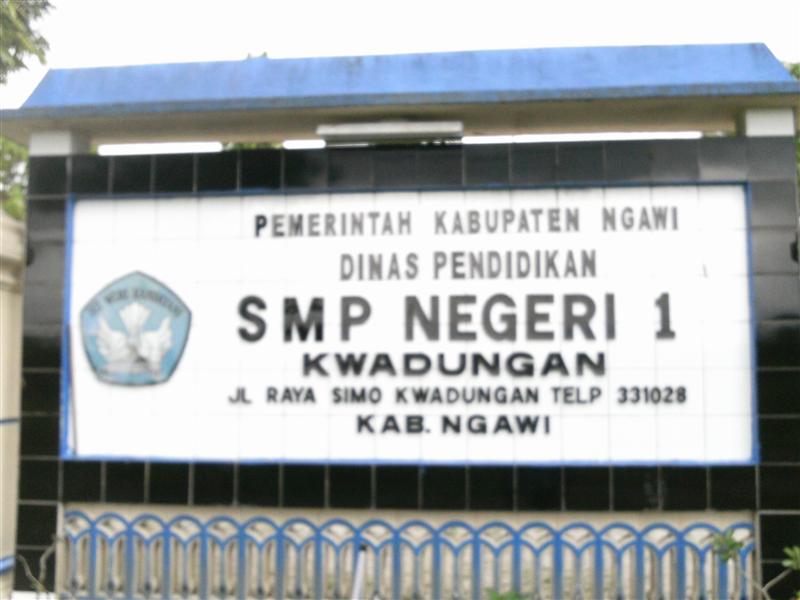 PEMERINTAH KABUPATEN NGAWI
DINAS PENDIDIKAN
SMP NEGERI 1
KWADUNGAN
JL RAYA SIMO KWADUNGAN TELP 331028
KAB. NGAWI